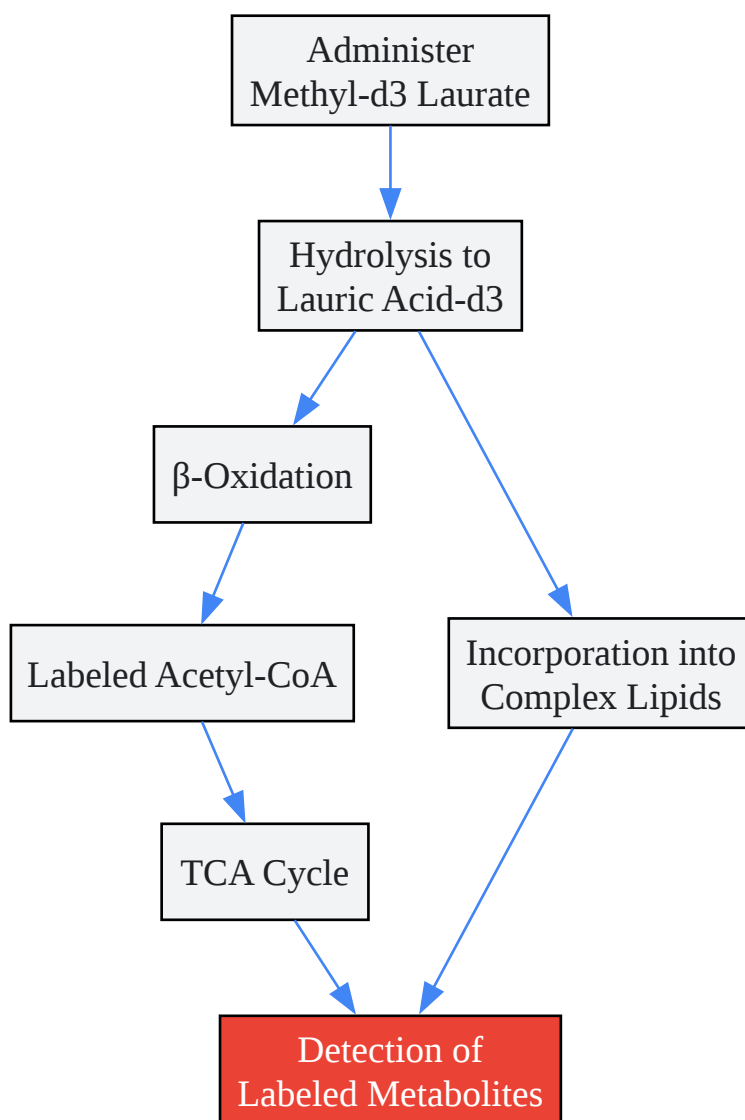 Administer
Methyl-d3 Laurate
Hydrolysis to
Lauric Acid-d3
β-Oxidation
Labeled Acetyl-CoA
Incorporation into
Complex Lipids
TCA Cycle
Detection of
Labeled Metabolites